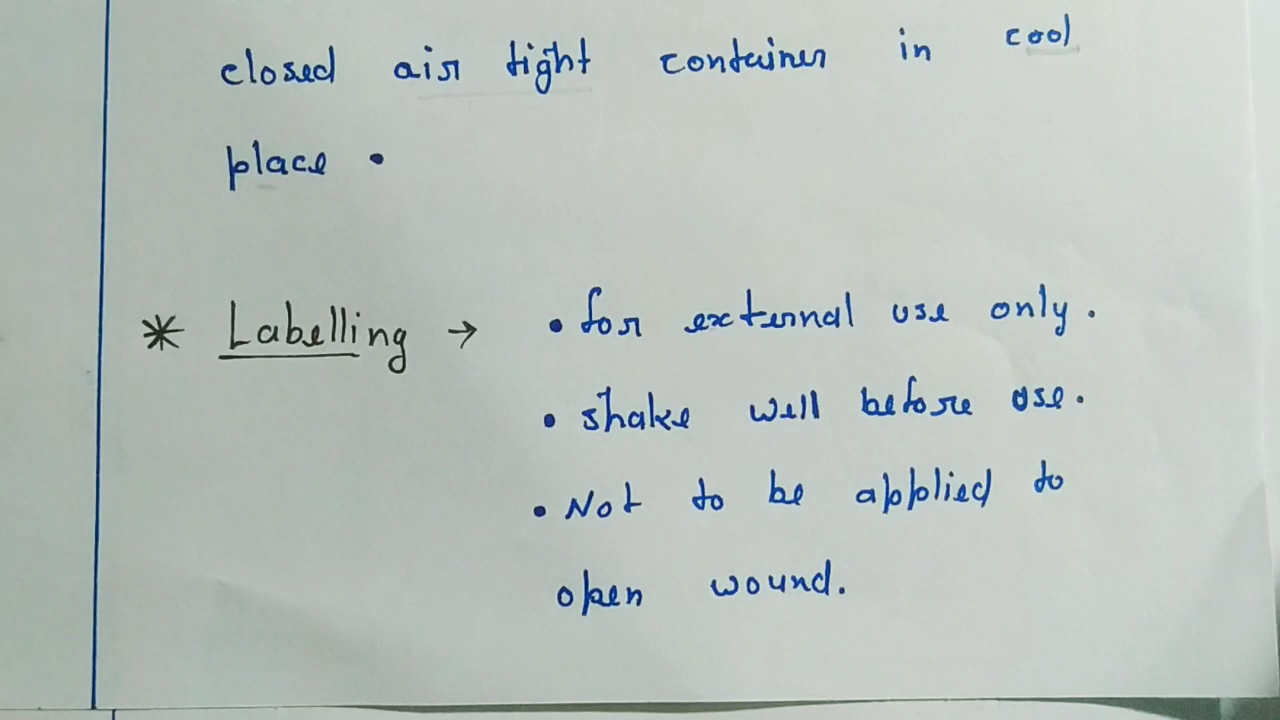 closed air tight container in cool
place .
* Labelling → • for external use only.
• shake well before use.
• Not to be applied to
open wound.